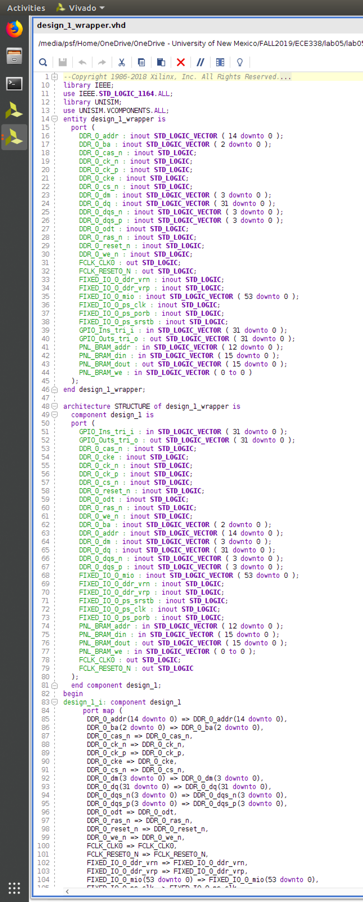 Activities Vivado
design_1_wrapper.vhd
/media/psf/Home/OneDrive/OneDrive - University of New Mexico/FALL2019/ECE338/lab05/lab05
1 --Copyright 1986-2018 Xilinx, Inc. All Rights Reserved....
10 library IEEE;
11 use IEEE.STD_LOGIC_1164.ALL;
12 library UNISIM;
13 use UNISIM.VCOMPONENTS.ALL;
14 entity design_1_wrapper is
15 port (
16 DDR_0_addr : inout STD_LOGIC_VECTOR ( 14 downto 0 );
17 DDR_0_ba : inout STD_LOGIC_VECTOR ( 2 downto 0 );
18 DDR_0_cas_n : inout STD_LOGIC;
19 DDR_0_ck_n : inout STD_LOGIC;
20 DDR_0_ck_p : inout STD_LOGIC;
21 DDR_0_cke : inout STD_LOGIC;
22 DDR_0_cs_n : inout STD_LOGIC;
23 DDR_0_dm : inout STD_LOGIC_VECTOR ( 3 downto 0 );
24 DDR_0_dq : inout STD_LOGIC_VECTOR ( 31 downto 0 );
25 DDR_0_dqs_n : inout STD_LOGIC_VECTOR ( 3 downto 0 );
26 DDR_0_dqs_p : inout STD_LOGIC_VECTOR ( 3 downto 0 );
27 DDR_0_odt : inout STD_LOGIC;
28 DDR_0_ras_n : inout STD_LOGIC;
29 DDR_0_reset_n : inout STD_LOGIC;
30 DDR_0_we_n : inout STD_LOGIC;
31 FCLK_CLK0 : out STD_LOGIC;
32 FCLK_RESET0_N : out STD_LOGIC;
33 FIXED_IO_0_ddr_vrn : inout STD_LOGIC;
34 FIXED_IO_0_ddr_vrp : inout STD_LOGIC;
35 FIXED_IO_0_mio : inout STD_LOGIC_VECTOR ( 53 downto 0 );
36 FIXED_IO_0_ps_clk : inout STD_LOGIC;
37 FIXED_IO_0_ps_porb : inout STD_LOGIC;
38 FIXED_IO_0_ps_srstb : inout STD_LOGIC;
39 GPIO_Ins_tri_i : in STD_LOGIC_VECTOR ( 31 downto 0 );
40 GPIO_Outs_tri_o : out STD_LOGIC_VECTOR ( 31 downto 0 );
41 PNL_BRAM_addr : in STD_LOGIC_VECTOR ( 12 downto 0 );
42 PNL_BRAM_din : in STD_LOGIC_VECTOR ( 15 downto 0 );
43 PNL_BRAM_dout : out STD_LOGIC_VECTOR ( 15 downto 0 );
44 PNL_BRAM_we : in STD_LOGIC_VECTOR ( 0 to 0 )
45 );
46 end design_1_wrapper;
47
48 architecture STRUCTURE of design_1_wrapper is
49 component design_1 is
50 port (
51 GPIO_Ins_tri_i : in STD_LOGIC_VECTOR ( 31 downto 0 );
52 GPIO_Outs_tri_o : out STD_LOGIC_VECTOR ( 31 downto 0 );
53 DDR_0_cas_n : inout STD_LOGIC;
54 DDR_0_cke : inout STD_LOGIC;
55 DDR_0_ck_n : inout STD_LOGIC;
56 DDR_0_ck_p : inout STD_LOGIC;
57 DDR_0_cs_n : inout STD_LOGIC;
58 DDR_0_reset_n : inout STD_LOGIC;
59 DDR_0_odt : inout STD_LOGIC;
60 DDR_0_ras_n : inout STD_LOGIC;
61 DDR_0_we_n : inout STD_LOGIC;
62 DDR_0_ba : inout STD_LOGIC_VECTOR ( 2 downto 0 );
63 DDR_0_addr : inout STD_LOGIC_VECTOR ( 14 downto 0 );
64 DDR_0_dm : inout STD_LOGIC_VECTOR ( 3 downto 0 );
65 DDR_0_dq : inout STD_LOGIC_VECTOR ( 31 downto 0 );
66 DDR_0_dqs_n : inout STD_LOGIC_VECTOR ( 3 downto 0 );
67 DDR_0_dqs_p : inout STD_LOGIC_VECTOR ( 3 downto 0 );
68 FIXED_IO_0_mio : inout STD_LOGIC_VECTOR ( 53 downto 0 );
69 FIXED_IO_0_ddr_vrn : inout STD_LOGIC;
70 FIXED_IO_0_ddr_vrp : inout STD_LOGIC;
71 FIXED_IO_0_ps_srstb : inout STD_LOGIC;
72 FIXED_IO_0_ps_clk : inout STD_LOGIC;
73 FIXED_IO_0_ps_porb : inout STD_LOGIC;
74 PNL_BRAM_addr : in STD_LOGIC_VECTOR ( 12 downto 0 );
75 PNL_BRAM_din : in STD_LOGIC_VECTOR ( 15 downto 0 );
76 PNL_BRAM_dout : out STD_LOGIC_VECTOR ( 15 downto 0 );
77 PNL_BRAM_we : in STD_LOGIC_VECTOR ( 0 to 0 );
78 FCLK_CLK0 : out STD_LOGIC;
79 FCLK_RESET0_N : out STD_LOGIC
80 );
81 end component design_1;
82 begin
83 design_1_i: component design_1
84 port map (
85 DDR_0_addr(14 downto 0) => DDR_0_addr(14 downto 0),
86 DDR_0_ba(2 downto 0) => DDR_0_ba(2 downto 0),
87 DDR_0_cas_n => DDR_0_cas_n,
88 DDR_0_ck_n => DDR_0_ck_n,
89 DDR_0_ck_p => DDR_0_ck_p,
90 DDR_0_cke => DDR_0_cke,
91 DDR_0_cs_n => DDR_0_cs_n,
92 DDR_0_dm(3 downto 0) => DDR_0_dm(3 downto 0),
93 DDR_0_dq(31 downto 0) => DDR_0_dq(31 downto 0),
94 DDR_0_dqs_n(3 downto 0) => DDR_0_dqs_n(3 downto 0),
95 DDR_0_dqs_p(3 downto 0) => DDR_0_dqs_p(3 downto 0),
96 DDR_0_odt => DDR_0_odt,
97 DDR_0_ras_n => DDR_0_ras_n,
98 DDR_0_reset_n => DDR_0_reset_n,
99 DDR_0_we_n => DDR_0_we_n,
100 FCLK_CLK0 => FCLK_CLK0,
101 FCLK_RESET0_N => FCLK_RESET0_N,
102 FIXED_IO_0_ddr_vrn => FIXED_IO_0_ddr_vrn,
103 FIXED_IO_0_ddr_vrp => FIXED_IO_0_ddr_vrp,
104 FIXED_IO_0_mio(53 downto 0) => FIXED_IO_0_mio(53 downto 0),